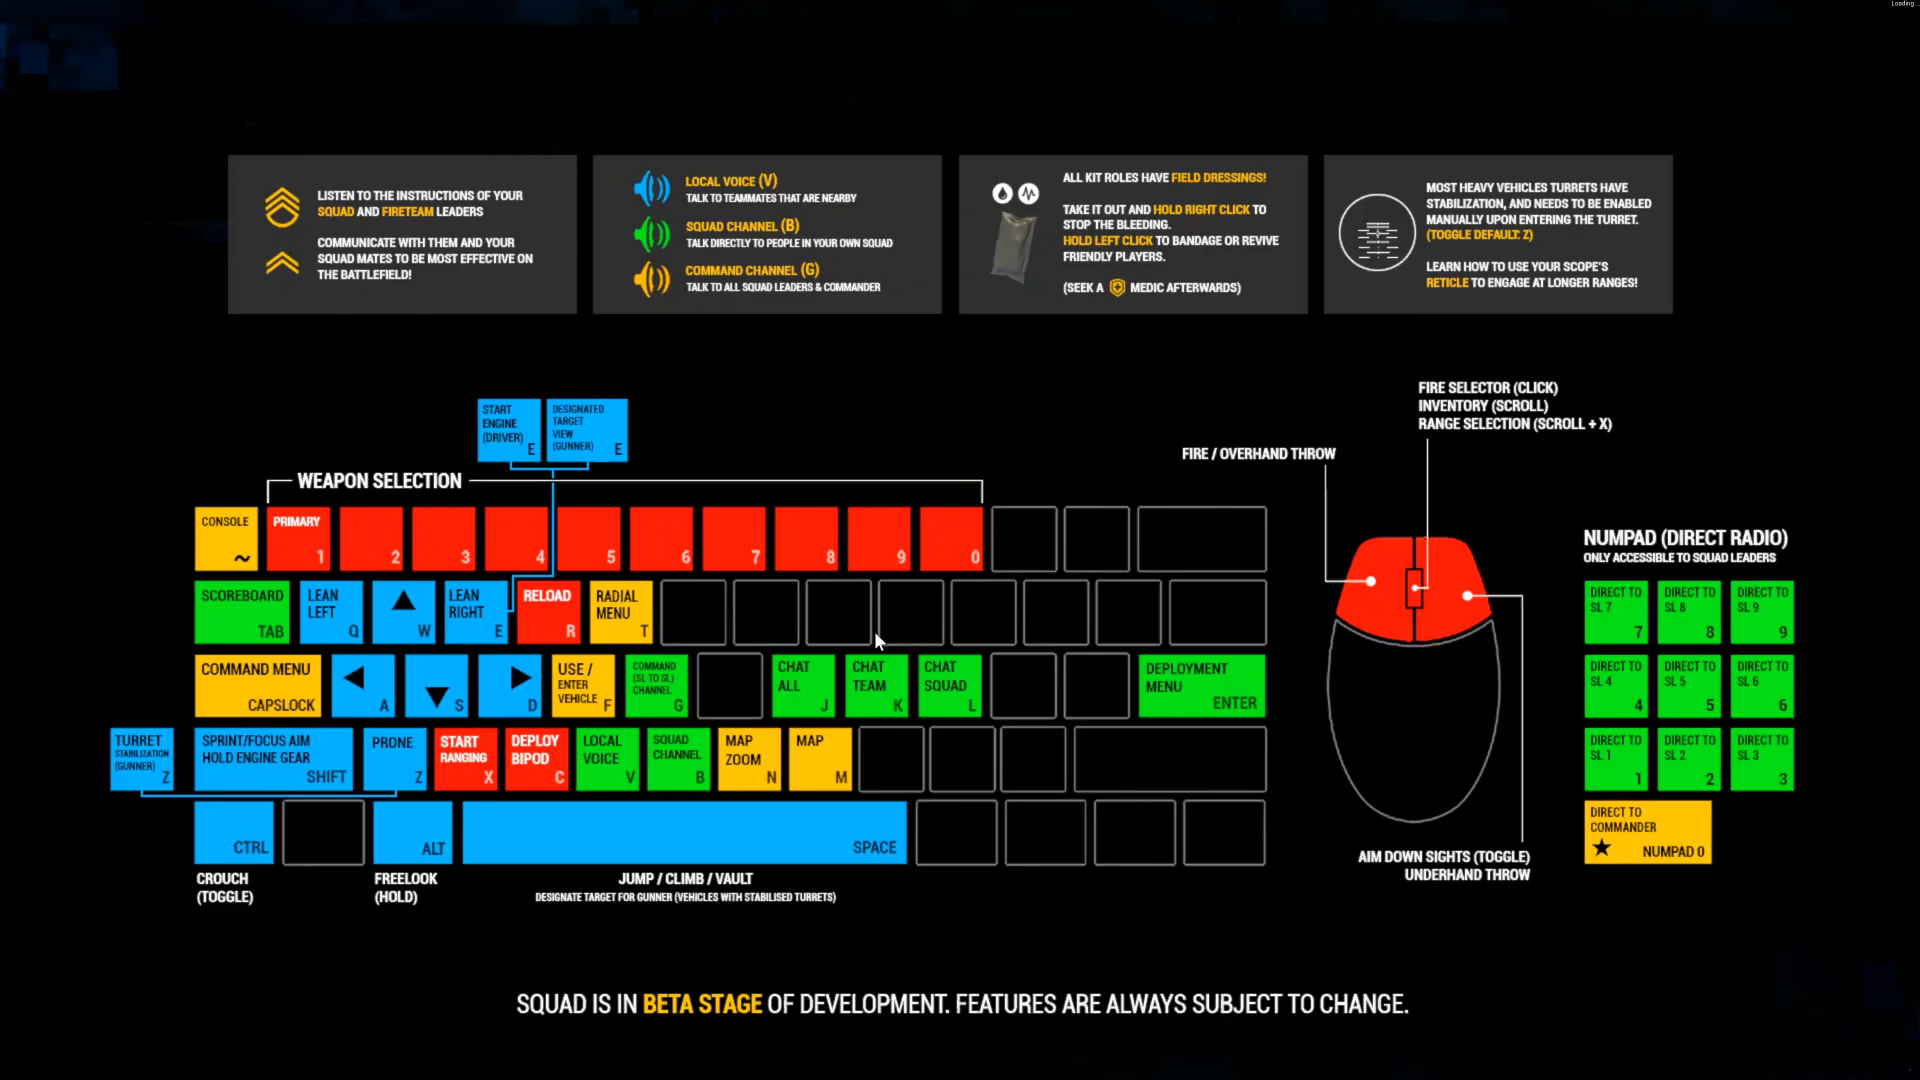 Loading ...
LISTEN TO THE INSTRUCTIONS OF YOUR
SQUAD AND FIRETEAM LEADERS
COMMUNICATE WITH THEM AND YOUR
SQUAD MATES TO BE MOST EFFECTIVE ON
THE BATTLEFIELD!
LOCAL VOICE (V)
TALK TO TEAMMATES THAT ARE NEARBY
SQUAD CHANNEL (B)
TALK DIRECTLY TO PEOPLE IN YOUR OWN SQUAD
COMMAND CHANNEL (G)
TALK TO ALL SQUAD LEADERS & COMMANDER
ALL KIT ROLES HAVE FIELD DRESSINGS!
TAKE IT OUT AND HOLD RIGHT CLICK TO
STOP THE BLEEDING.
HOLD LEFT CLICK TO BANDAGE OR REVIVE
FRIENDLY PLAYERS.
(SEEK A MEDIC AFTERWARDS)
MOST HEAVY VEHICLES TURRETS HAVE
STABILIZATION, AND NEEDS TO BE ENABLED
MANUALLY UPON ENTERING THE TURRET.
(TOGGLE DEFAULT: Z)
LEARN HOW TO USE YOUR SCOPE'S
RETICLE TO ENGAGE AT LONGER RANGES!
START
ENGINE
(DRIVER) E
DESIGNATED
TARGET
VIEW
(GUNNER) E
WEAPON SELECTION
CONSOLE
~
PRIMARY
1
2
3
4
5
6
7
8
9
0
SCOREBOARD
TAB
LEAN
LEFT
Q
W
LEAN
RIGHT
E
RELOAD
R
RADIAL
MENU
T
COMMAND MENU
CAPSLOCK
A
S
D
USE /
ENTER
VEHICLE F
COMMAND
(SL TO SL)
CHANNEL
G
CHAT
ALL
J
CHAT
TEAM
K
CHAT
SQUAD
L
DEPLOYMENT
MENU
ENTER
TURRET
STABILIZATION
(GUNNER) Z
SPRINT/FOCUS AIM
HOLD ENGINE GEAR
SHIFT
PRONE
Z
START
RANGING
X
DEPLOY
BIPOD
C
LOCAL
VOICE
V
SQUAD
CHANNEL
B
MAP
ZOOM
N
MAP
M
CTRL
ALT
SPACE
CROUCH
(TOGGLE)
FREELOOK
(HOLD)
JUMP / CLIMB / VAULT
DESIGNATE TARGET FOR GUNNER (VEHICLES WITH STABILISED TURRETS)
FIRE SELECTOR (CLICK)
INVENTORY (SCROLL)
RANGE SELECTION (SCROLL + X)
FIRE / OVERHAND THROW
AIM DOWN SIGHTS (TOGGLE)
UNDERHAND THROW
NUMPAD (DIRECT RADIO)
ONLY ACCESSIBLE TO SQUAD LEADERS
DIRECT TO
SL 7
7
DIRECT TO
SL 8
8
DIRECT TO
SL 9
9
DIRECT TO
SL 4
4
DIRECT TO
SL 5
5
DIRECT TO
SL 6
6
DIRECT TO
SL 1
1
DIRECT TO
SL 2
2
DIRECT TO
SL 3
3
DIRECT TO
COMMANDER
NUMPAD 0
SQUAD IS IN BETA STAGE OF DEVELOPMENT. FEATURES ARE ALWAYS SUBJECT TO CHANGE.